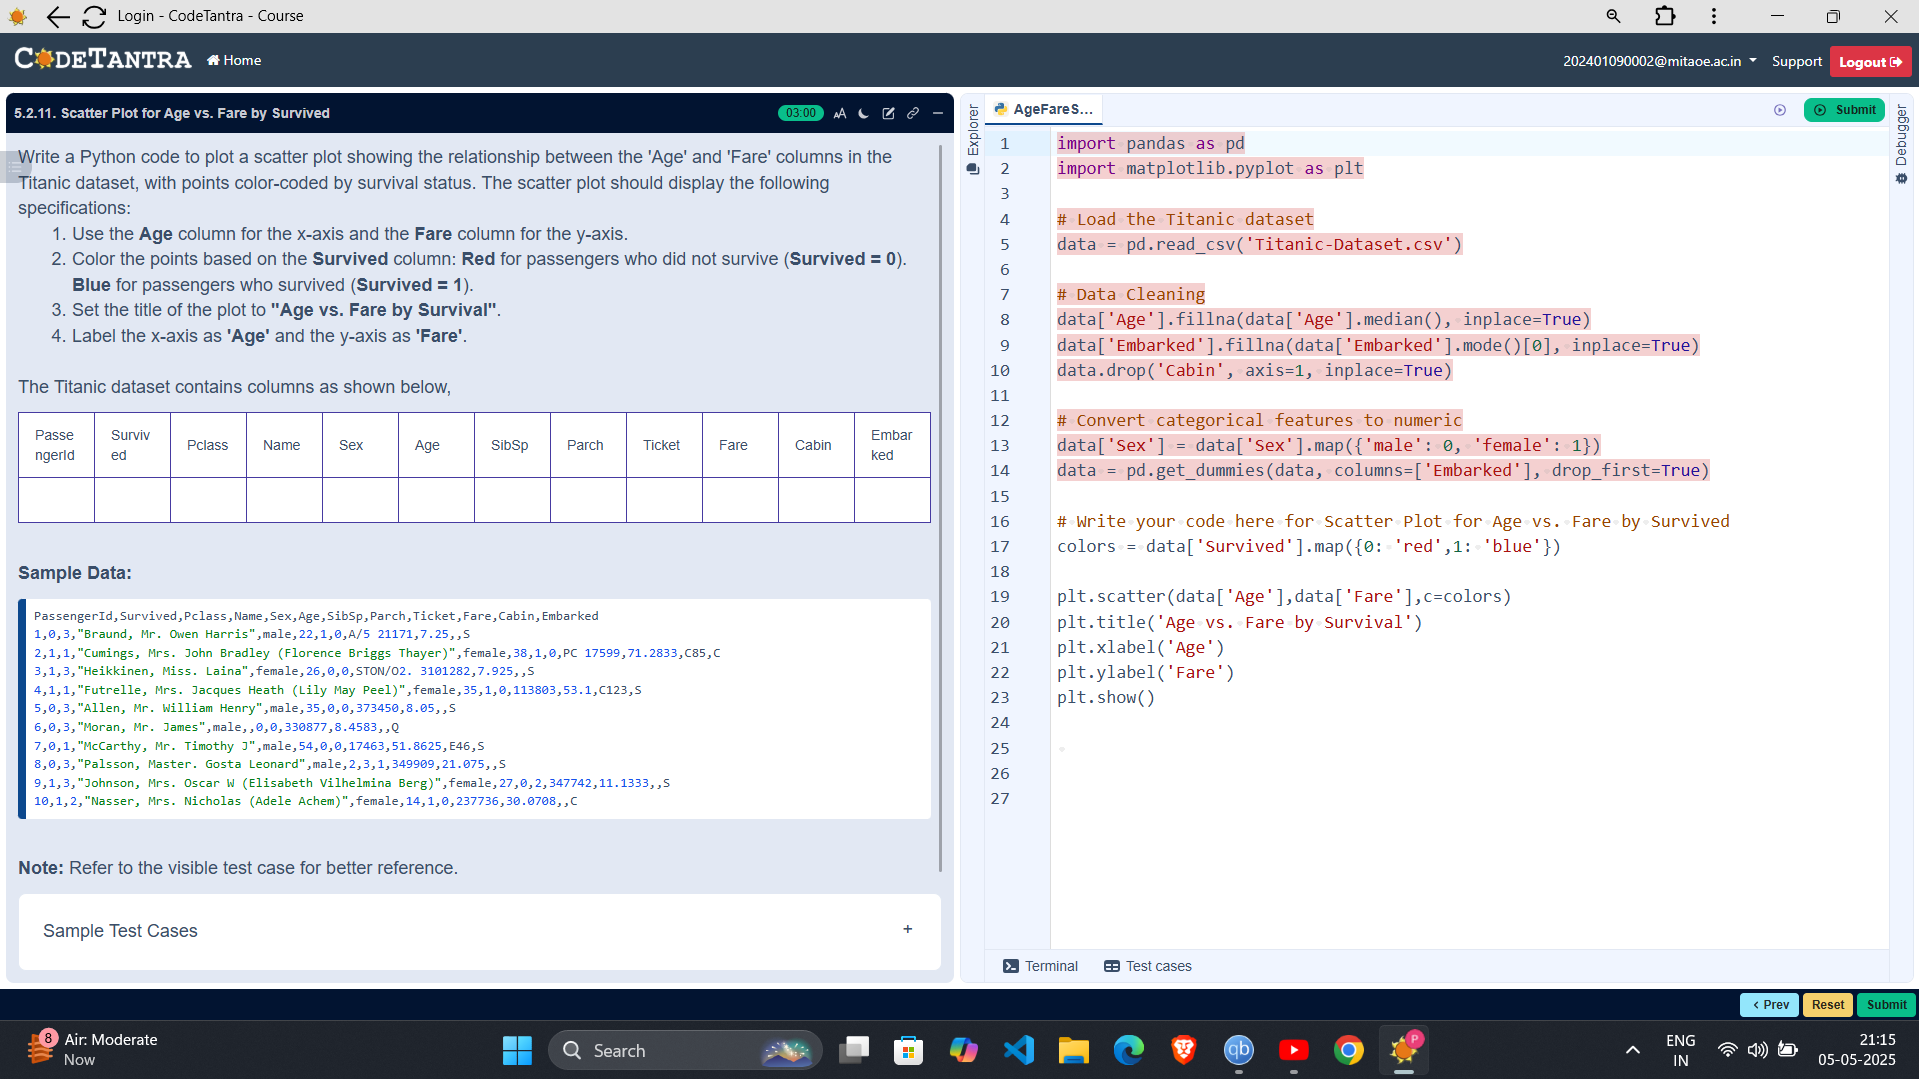 Login - CodeTantra - Course
CODETANTRA
Home
202401090002@mitaoe.ac.in
Support
Logout
5.2.11. Scatter Plot for Age vs. Fare by Survived
03:00
AA
Write a Python code to plot a scatter plot showing the relationship between the 'Age' and 'Fare' columns in the
Titanic dataset, with points color-coded by survival status. The scatter plot should display the following
specifications:
1. Use the Age column for the x-axis and the Fare column for the y-axis.
2. Color the points based on the Survived column: Red for passengers who did not survive (Survived = 0).
Blue for passengers who survived (Survived = 1).
3. Set the title of the plot to "Age vs. Fare by Survival".
4. Label the x-axis as 'Age' and the y-axis as 'Fare'.
The Titanic dataset contains columns as shown below,
Passe
ngerId
Surviv
ed
Pclass
Name
Sex
Age
SibSp
Parch
Ticket
Fare
Cabin
Embar
ked
Sample Data:
PassengerId,Survived,Pclass,Name,Sex,Age,SibSp,Parch,Ticket,Fare,Cabin,Embarked
1,0,3,"Braund, Mr. Owen Harris",male,22,1,0,A/5 21171,7.25,,S
2,1,1,"Cumings, Mrs. John Bradley (Florence Briggs Thayer)",female,38,1,0,PC 17599,71.2833,C85,C
3,1,3,"Heikkinen, Miss. Laina",female,26,0,0,STON/O2. 3101282,7.925,,S
4,1,1,"Futrelle, Mrs. Jacques Heath (Lily May Peel)",female,35,1,0,113803,53.1,C123,S
5,0,3,"Allen, Mr. William Henry",male,35,0,0,373450,8.05,,S
6,0,3,"Moran, Mr. James",male,,0,0,330877,8.4583,,Q
7,0,1,"McCarthy, Mr. Timothy J",male,54,0,0,17463,51.8625,E46,S
8,0,3,"Palsson, Master. Gosta Leonard",male,2,3,1,349909,21.075,,S
9,1,3,"Johnson, Mrs. Oscar W (Elisabeth Vilhelmina Berg)",female,27,0,2,347742,11.1333,,S
10,1,2,"Nasser, Mrs. Nicholas (Adele Achem)",female,14,1,0,237736,30.0708,,C
Note: Refer to the visible test case for better reference.
Sample Test Cases
+
Explorer
AgeFareS...
Submit
Debugger
1 import pandas as pd
2 import matplotlib.pyplot as plt
3
4 # Load the Titanic dataset
5 data = pd.read_csv('Titanic-Dataset.csv')
6
7 # Data Cleaning
8 data['Age'].fillna(data['Age'].median(), inplace=True)
9 data['Embarked'].fillna(data['Embarked'].mode()[0], inplace=True)
10 data.drop('Cabin', axis=1, inplace=True)
11
12 # Convert categorical features to numeric
13 data['Sex'] = data['Sex'].map({'male': 0, 'female': 1})
14 data = pd.get_dummies(data, columns=['Embarked'], drop_first=True)
15
16 # Write your code here for Scatter Plot for Age vs. Fare by Survived
17 colors = data['Survived'].map({0: 'red',1: 'blue'})
18
19 plt.scatter(data['Age'],data['Fare'],c=colors)
20 plt.title('Age vs. Fare by Survival')
21 plt.xlabel('Age')
22 plt.ylabel('Fare')
23 plt.show()
24
25
26
27
Terminal
Test cases
< Prev
Reset
Submit
8
Air: Moderate
Now
Search
qb
P
ENG
IN
21:15
05-05-2025